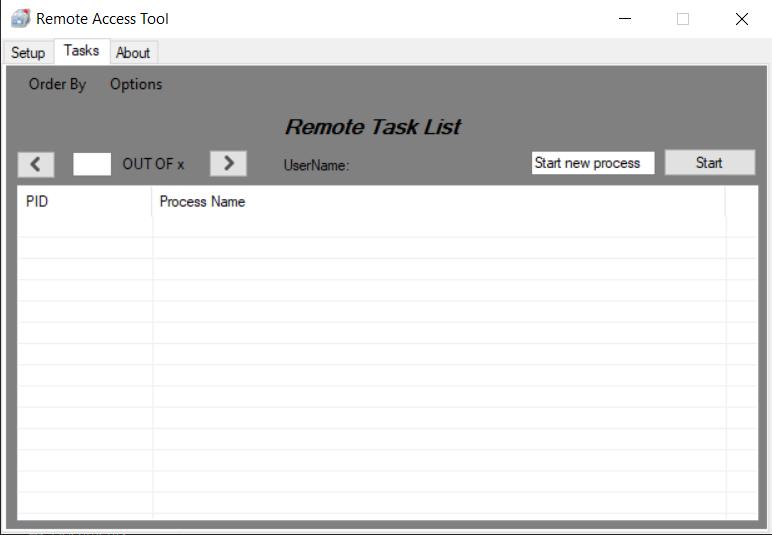 Remote Access Tool
Setup Tasks About
Order By Options
Remote Task List
OUT OF x UserName: Start new process Start
PID Process Name